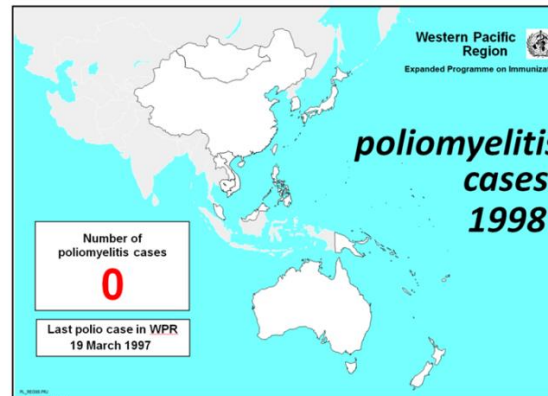 Western Pacific
Region
Expanded Programme on Immuniza
poliomyelitis
cases
1998
Number of
poliomyelitis cases
0
Last polio case in WPR
19 March 1997